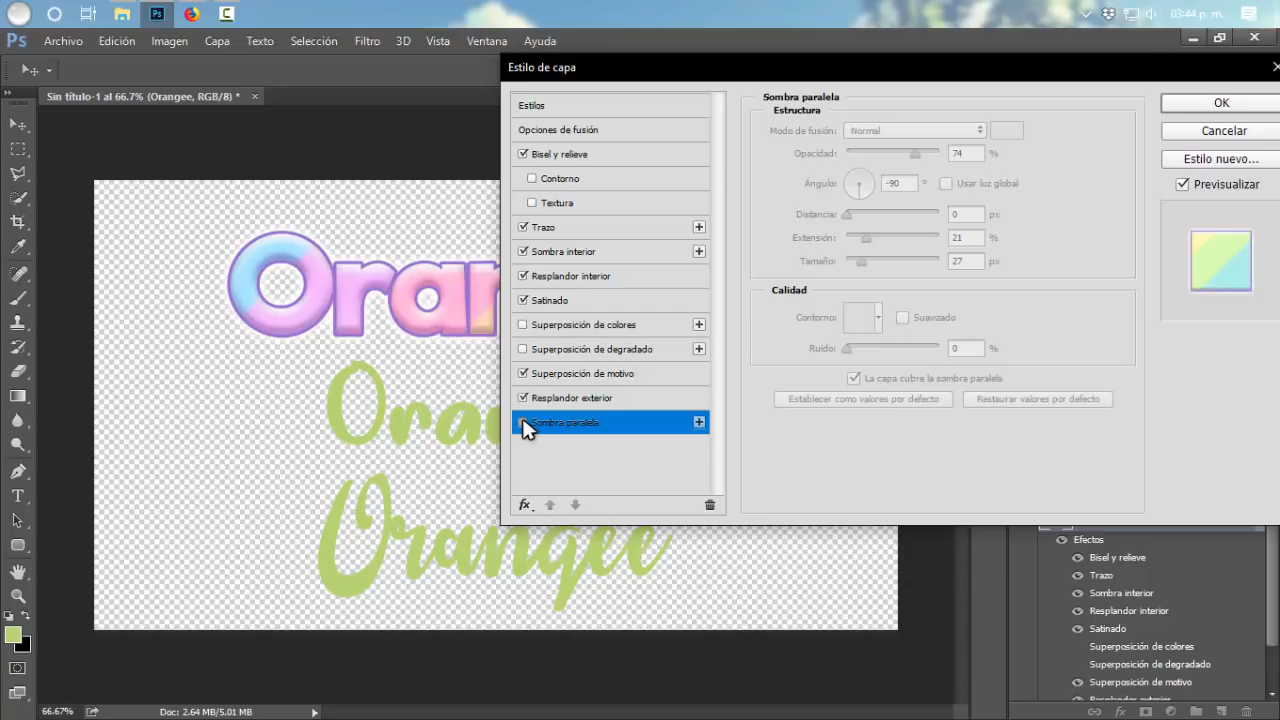 03:44 p. m.
Ps
Archivo Edición Imagen Capa Texto Selección Filtro 3D Vista Ventana Ayuda
Sin título-1 al 66.7% (Orangee, RGB/8) *
Estilo de capa
Estilos
Opciones de fusión
Bisel y relieve
Contorno
Textura
Trazo
Sombra interior
Resplandor interior
Satinado
Superposición de colores
Superposición de degradado
Superposición de motivo
Resplandor exterior
Sombra paralela
fx
Sombra paralela
Estructura
Modo de fusión: Normal
Opacidad: 74 %
Ángulo: -90 ° Usar luz global
Distancia: 0 px
Extensión: 21 %
Tamaño: 27 px
Calidad
Contorno: Suavizado
Ruido: 0 %
La capa cubre la sombra paralela
Establecer como valores por defecto Restaurar valores por defecto
OK
Cancelar
Estilo nuevo...
Previsualizar
Orangee
Efectos
Bisel y relieve
Trazo
Sombra interior
Resplandor interior
Satinado
Superposición de colores
Superposición de degradado
Superposición de motivo
Resplandor exterior
66.67% Doc: 2.64 MB/5.01 MB
fx